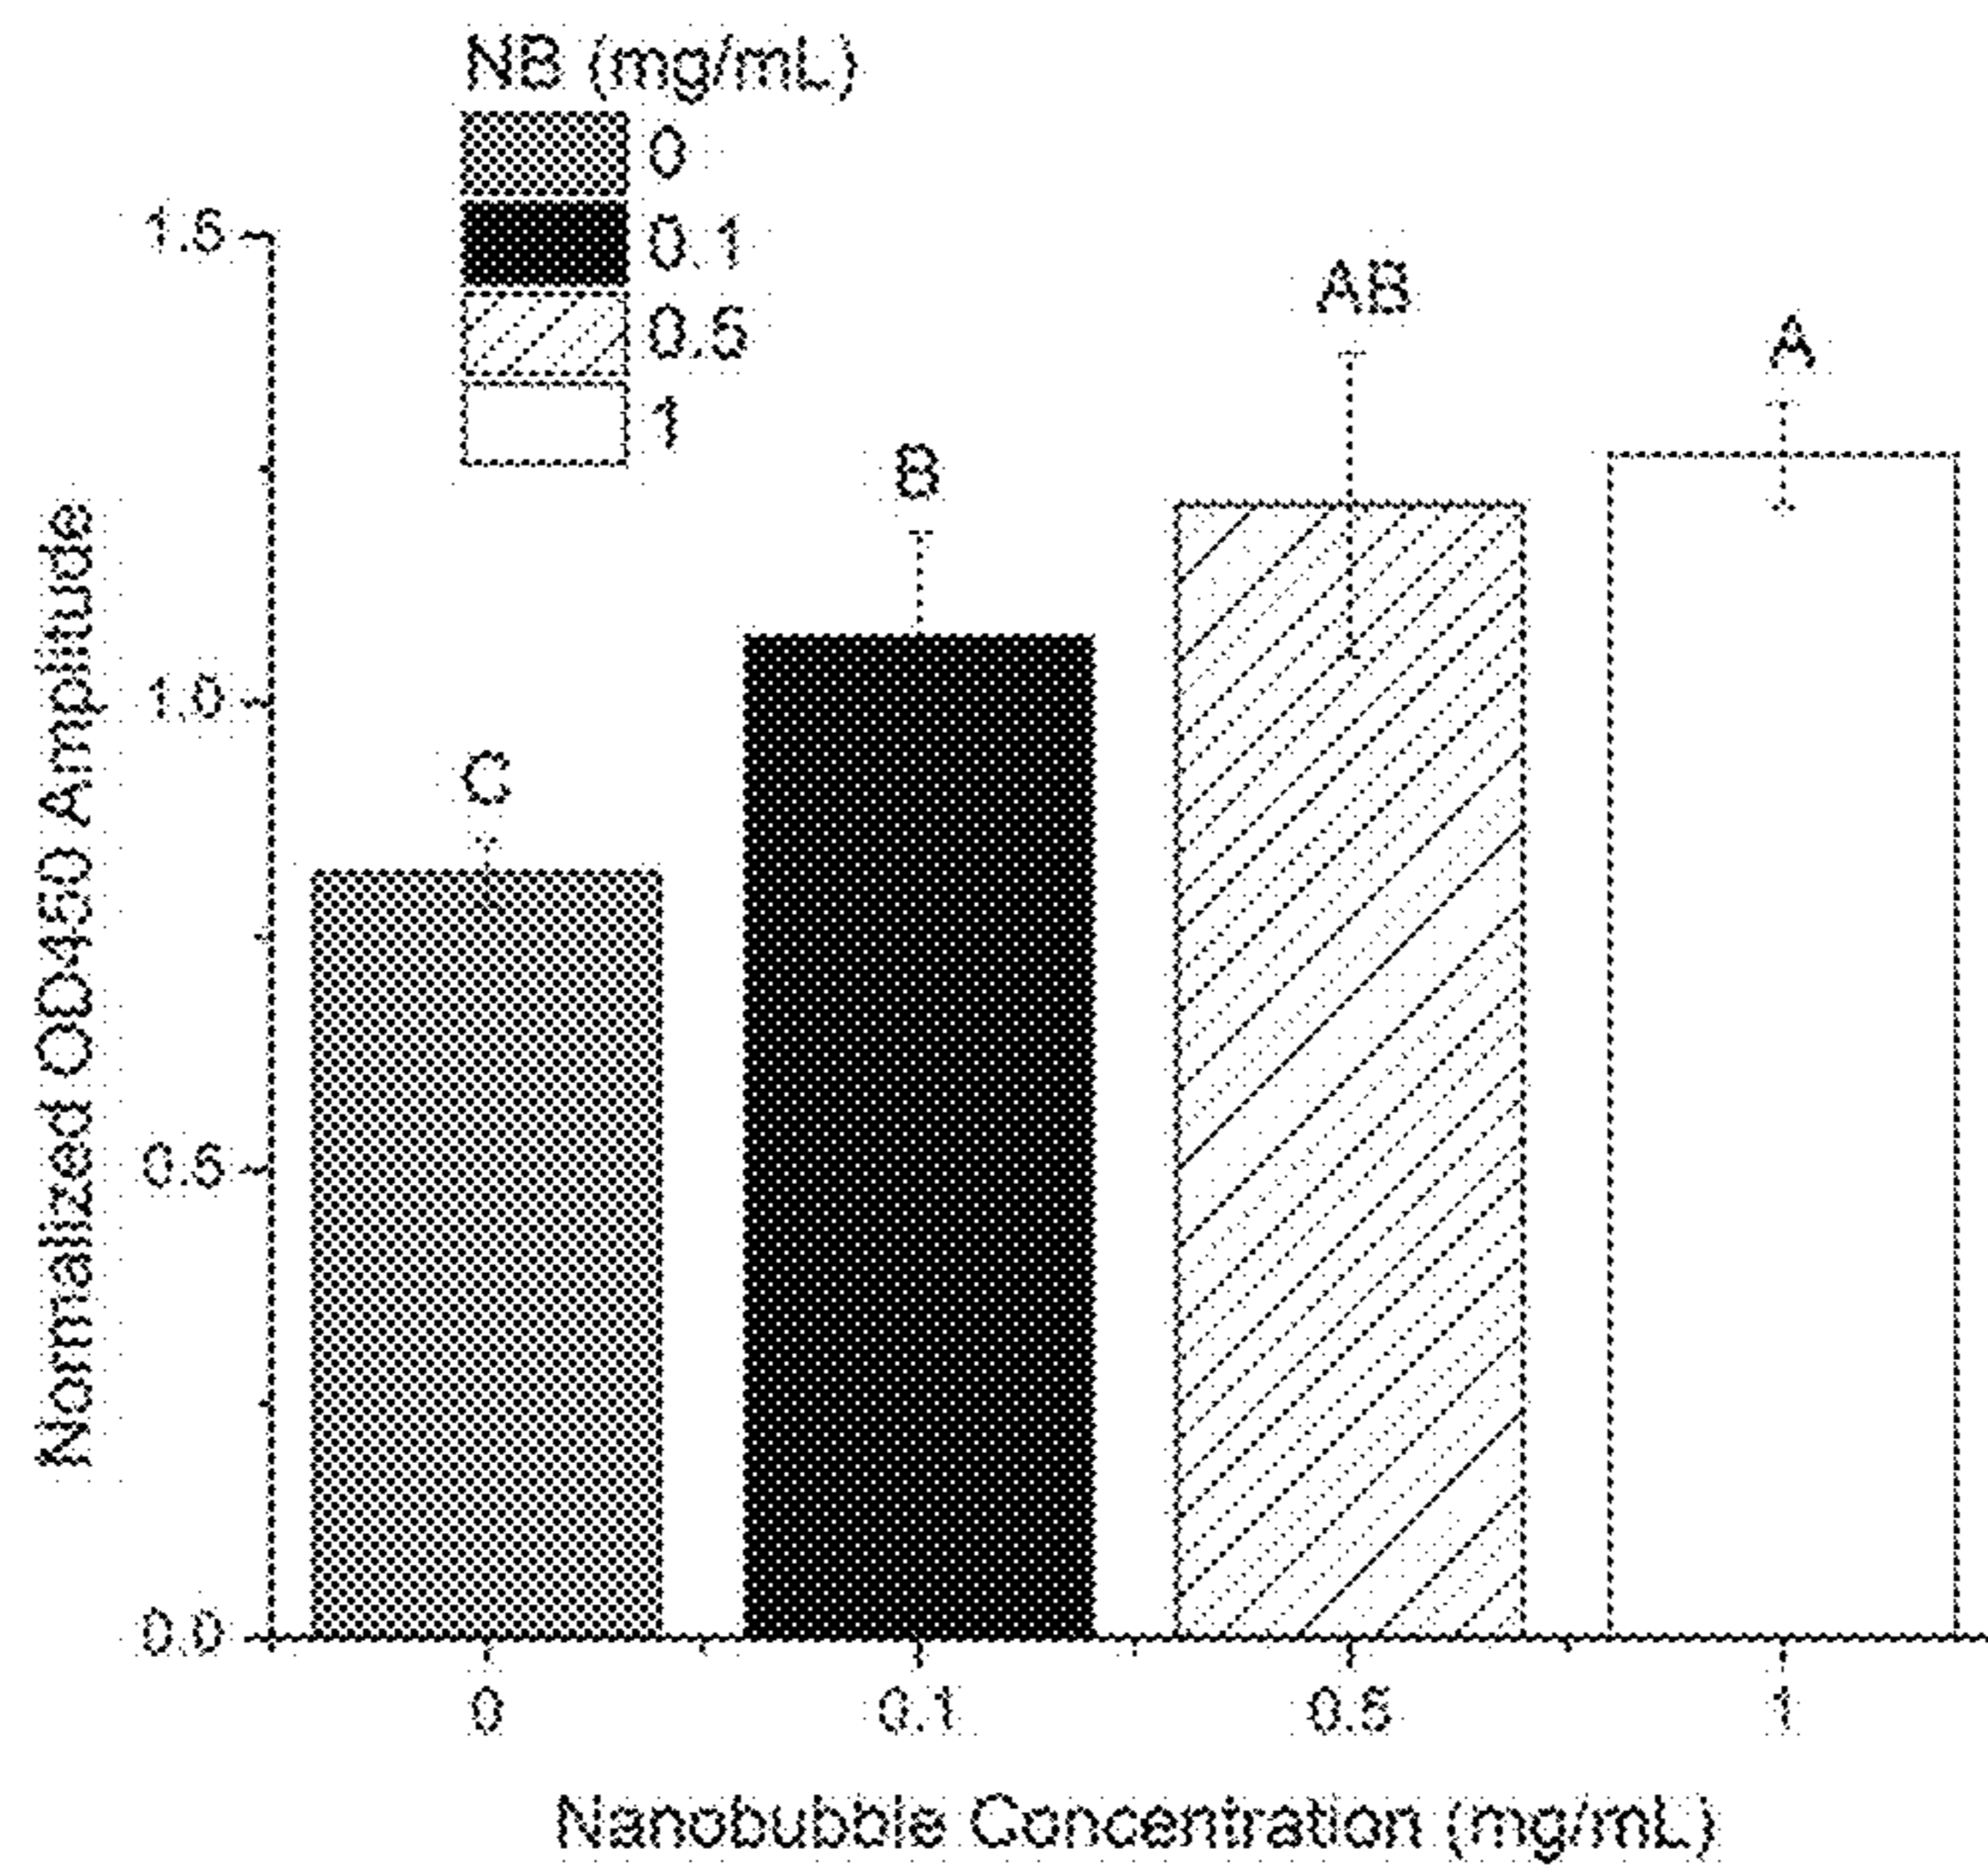 NB (mg/mL)
0
0.1
0.5
1
Normalized OD450 Amplitude
1.5
1.0
0.5
0.0
C
B
AB
A
0
0.1
0.5
1
Nanobubble Concentration (mg/mL)